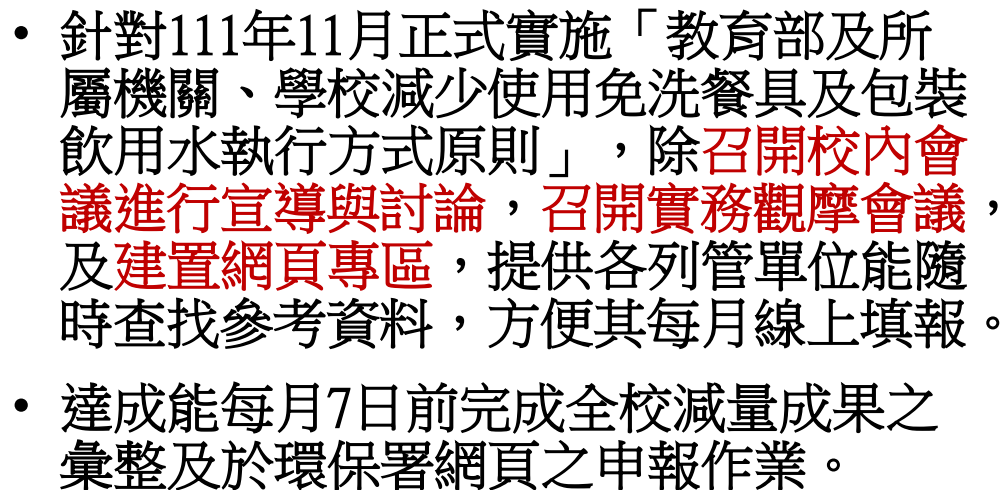 • 針對111年11月正式實施「教育部及所
屬機關、學校減少使用免洗餐具及包裝
飲用水執行方式原則」，除召開校內會
議進行宣導與討論，召開實務觀摩會議，
及建置網頁專區，提供各列管單位能隨
時查找參考資料，方便其每月線上填報。
• 達成能每月7日前完成全校減量成果之
彙整及於環保署網頁之申報作業。